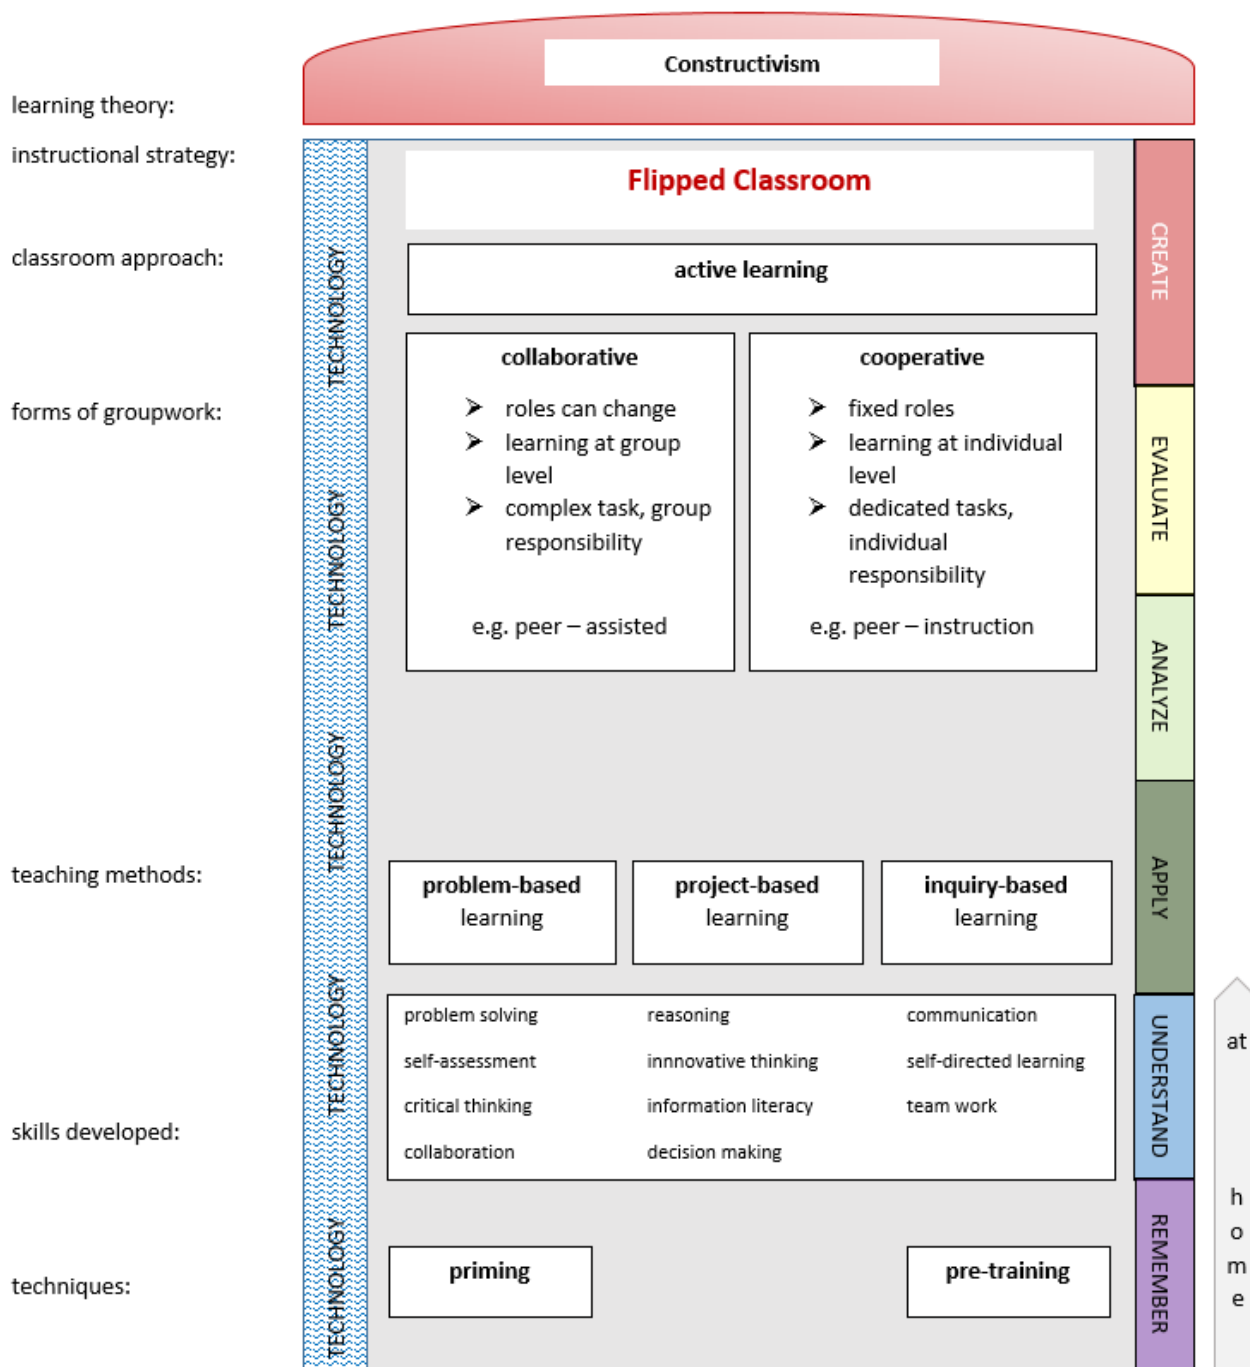 Constructivism
learning theory:
instructional strategy:
Flipped Classroom
classroom approach:
active learning
forms of groupwork:
collaborative
➢ roles can change
➢ learning at group
level
➢ complex task, group
responsibility
e.g. peer – assisted
cooperative
➢ fixed roles
➢ learning at individual
level
➢ dedicated tasks,
individual
responsibility
e.g. peer – instruction
teaching methods:
problem-based
learning
project-based
learning
inquiry-based
learning
skills developed:
problem solving
reasoning
communication
self-assessment
innnovative thinking
self-directed learning
critical thinking
information literacy
team work
collaboration
decision making
techniques:
priming
pre-training
TECHNOLOGY
TECHNOLOGY
TECHNOLOGY
TECHNOLOGY
TECHNOLOGY
CREATE
EVALUATE
ANALYZE
APPLY
UNDERSTAND
REMEMBER
at
h
o
m
e